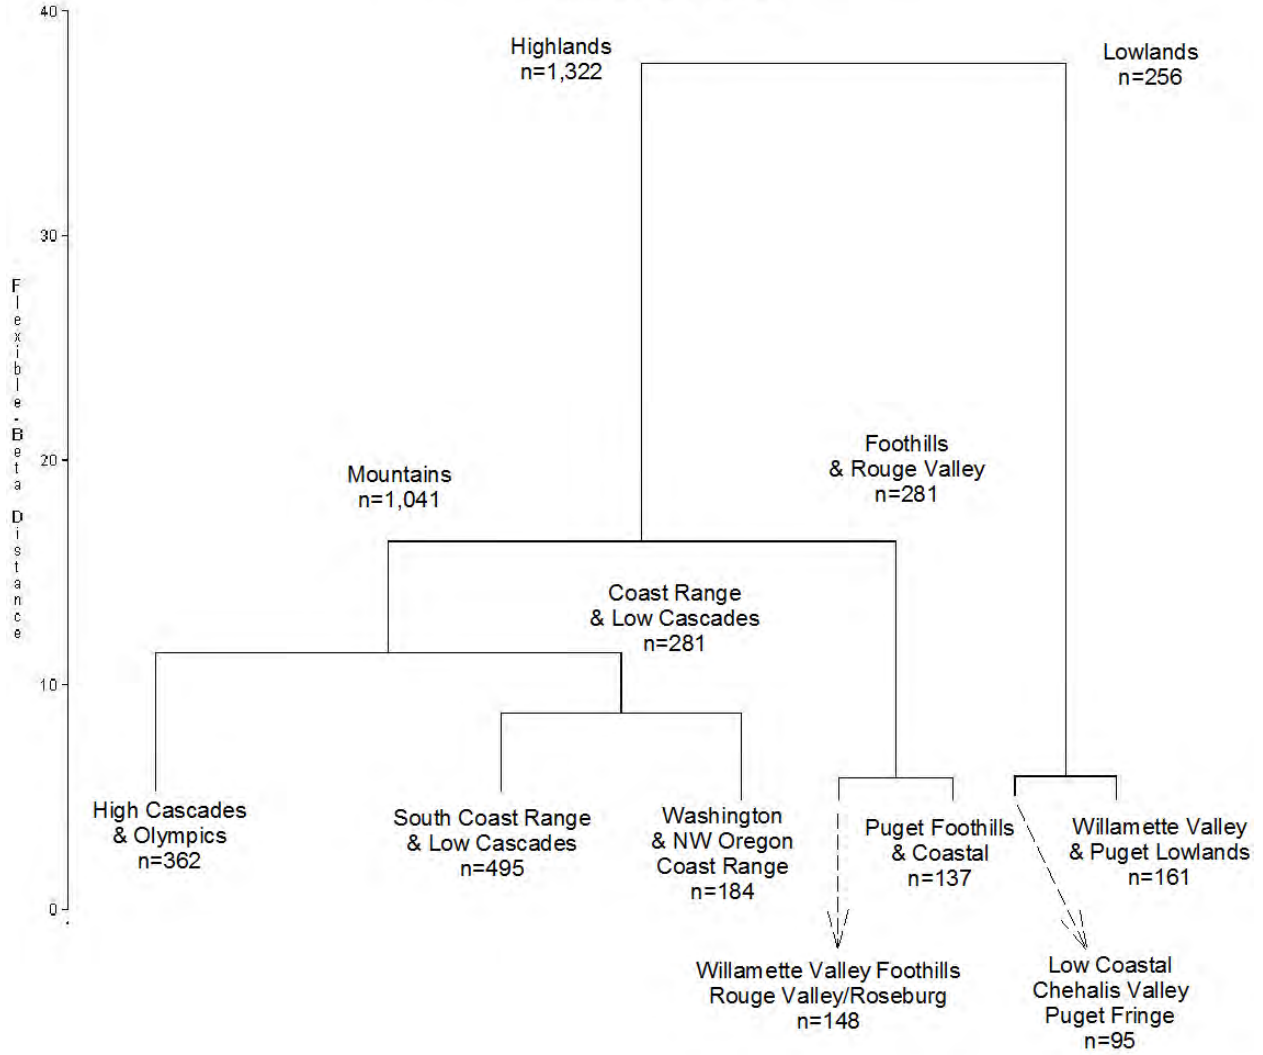 40
Highlands
n=1,322
Lowlands
n=256
30
Flexible-Beta Distance
20
Mountains
n=1,041
Foothills
& Rouge Valley
n=281
Coast Range
& Low Cascades
n=281
10
High Cascades
& Olympics
n=362
South Coast Range
& Low Cascades
n=495
Washington
& NW Oregon
Coast Range
n=184
Puget Foothills
& Coastal
n=137
Willamette Valley
& Puget Lowlands
n=161
0
Willamette Valley Foothills
Rouge Valley/Roseburg
n=148
Low Coastal
Chehalis Valley
Puget Fringe
n=95